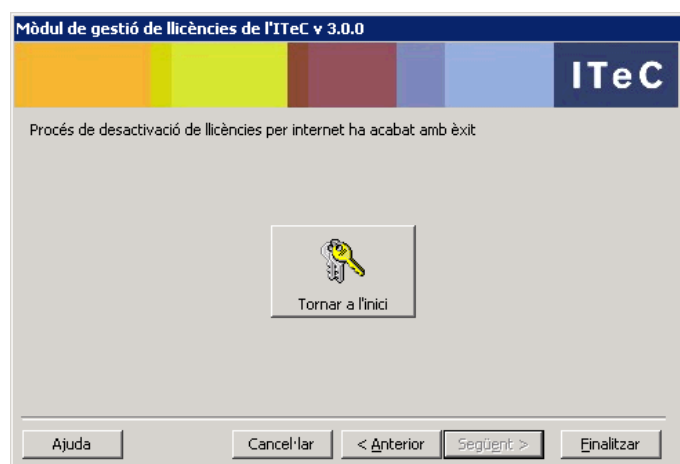 Mòdul de gestió de llicències de l'ITeC v 3.0.0
ITeC
Procés de desactivació de llicències per internet ha acabat amb èxit
Tornar a l'inici
Ajuda
Cancel·lar
< Anterior
Següent >
Finalitzar